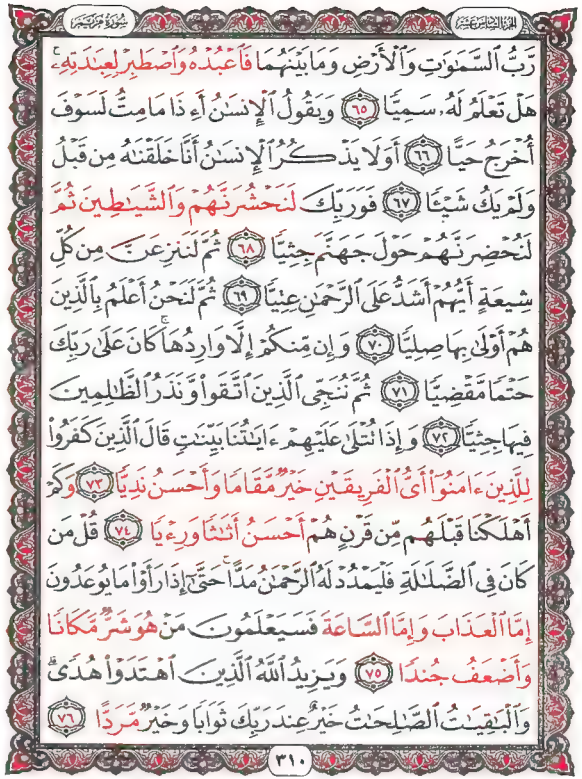 الجزء السادس عشر
سورة مريم
رَّبُّ السَّمَٰوَٰتِ وَالْأَرْضِ وَمَا بَيْنَهُمَا فَاعْبُدْهُ وَاصْطَبِرْ لِعِبَٰدَتِهِۦۚ
هَلْ تَعْلَمُ لَهُۥ سَمِيًّا ٦٥ وَيَقُولُ الْإِنسَٰنُ أَءِذَا مَا مِتُّ لَسَوْفَ
أُخْرَجُ حَيًّا ٦٦ أَوَلَا يَذْكُرُ الْإِنسَٰنُ أَنَّا خَلَقْنَٰهُ مِن قَبْلُ
وَلَمْ يَكُ شَيْـًٔا ٦٧ فَوَرَبِّكَ لَنَحْشُرَنَّهُمْ وَالشَّيَٰطِينَ ثُمَّ
لَنُحْضِرَنَّهُمْ حَوْلَ جَهَنَّمَ جِثِيًّا ٦٨ ثُمَّ لَنَنزِعَنَّ مِن كُلِّ
شِيعَةٍ أَيُّهُمْ أَشَدُّ عَلَى الرَّحْمَٰنِ عِتِيًّا ٦٩ ثُمَّ لَنَحْنُ أَعْلَمُ بِالَّذِينَ
هُمْ أَوْلَىٰ بِهَا صِلِيًّا ٧٠ وَإِن مِّنكُمْ إِلَّا وَارِدُهَا ۚ كَانَ عَلَىٰ رَبِّكَ
حَتْمًا مَّقْضِيًّا ٧١ ثُمَّ نُنَجِّي الَّذِينَ اتَّقَوا وَّنَذَرُ الظَّٰلِمِينَ
فِيهَا جِثِيًّا ٧٢ وَإِذَا تُتْلَىٰ عَلَيْهِمْ ءَايَٰتُنَا بَيِّنَٰتٍ قَالَ الَّذِينَ كَفَرُوا
لِلَّذِينَ ءَامَنُوٓا أَيُّ الْفَرِيقَيْنِ خَيْرٌ مَّقَامًا وَأَحْسَنُ نَدِيًّا ٧٣ وَكَمْ
أَهْلَكْنَا قَبْلَهُم مِّن قَرْنٍ هُمْ أَحْسَنُ أَثَٰثًا وَرِءْيًا ٧٤ قُلْ مَن
كَانَ فِي الضَّلَٰلَةِ فَلْيَمْدُدْ لَهُ الرَّحْمَٰنُ مَدًّا ۚ حَتَّىٰٓ إِذَا رَأَوْا مَا يُوعَدُونَ
إِمَّا الْعَذَابَ وَإِمَّا السَّاعَةَ فَسَيَعْلَمُونَ مَنْ هُوَ شَرٌّ مَّكَانًا
وَأَضْعَفُ جُندًا ٧٥ وَيَزِيدُ اللَّهُ الَّذِينَ اهْتَدَوْا هُدًى ۗ
وَالْبَٰقِيَٰتُ الصَّٰلِحَٰتُ خَيْرٌ عِندَ رَبِّكَ ثَوَابًا وَخَيْرٌ مَّرَدًّا ٧٦
٣١٠